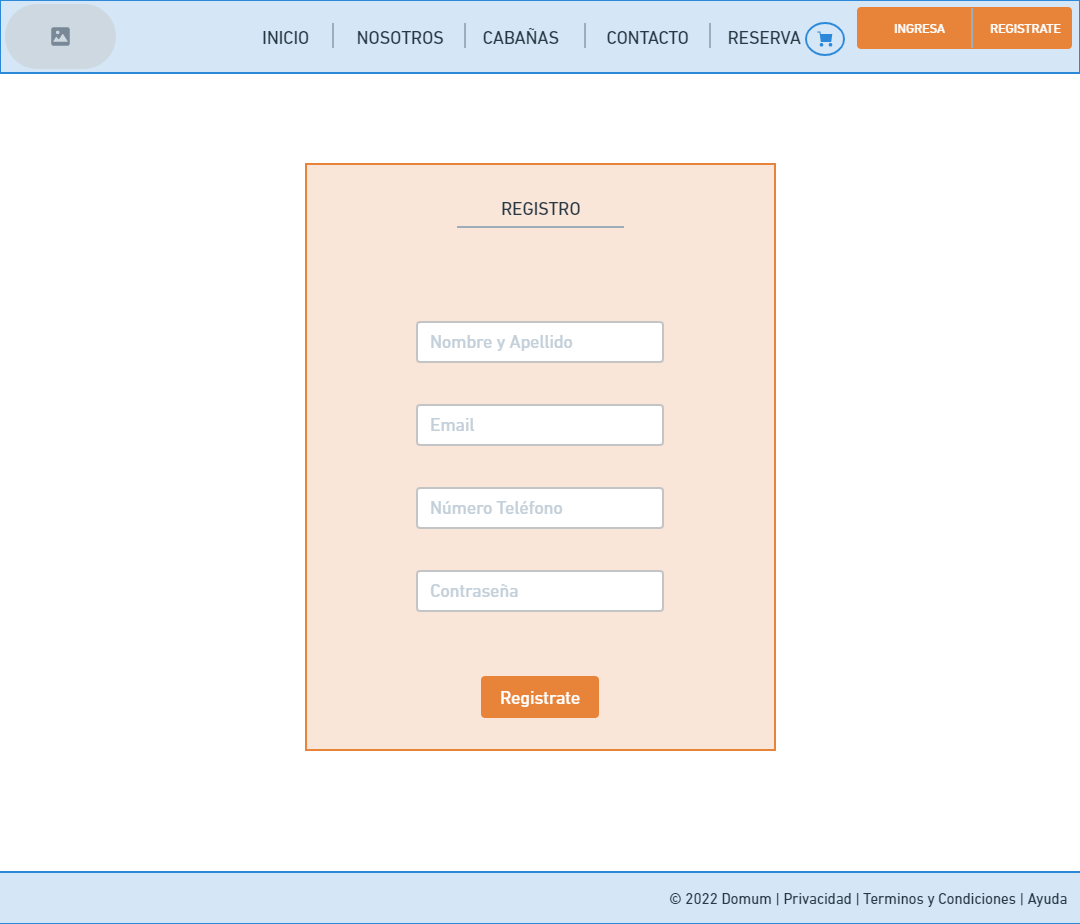 INICIO NOSOTROS CABAÑAS CONTACTO RESERVA INGRESA REGISTRATE
REGISTRO
Nombre y Apellido
Email
Número Teléfono
Contraseña
Registrate
© 2022 Domum | Privacidad | Terminos y Condiciones | Ayuda